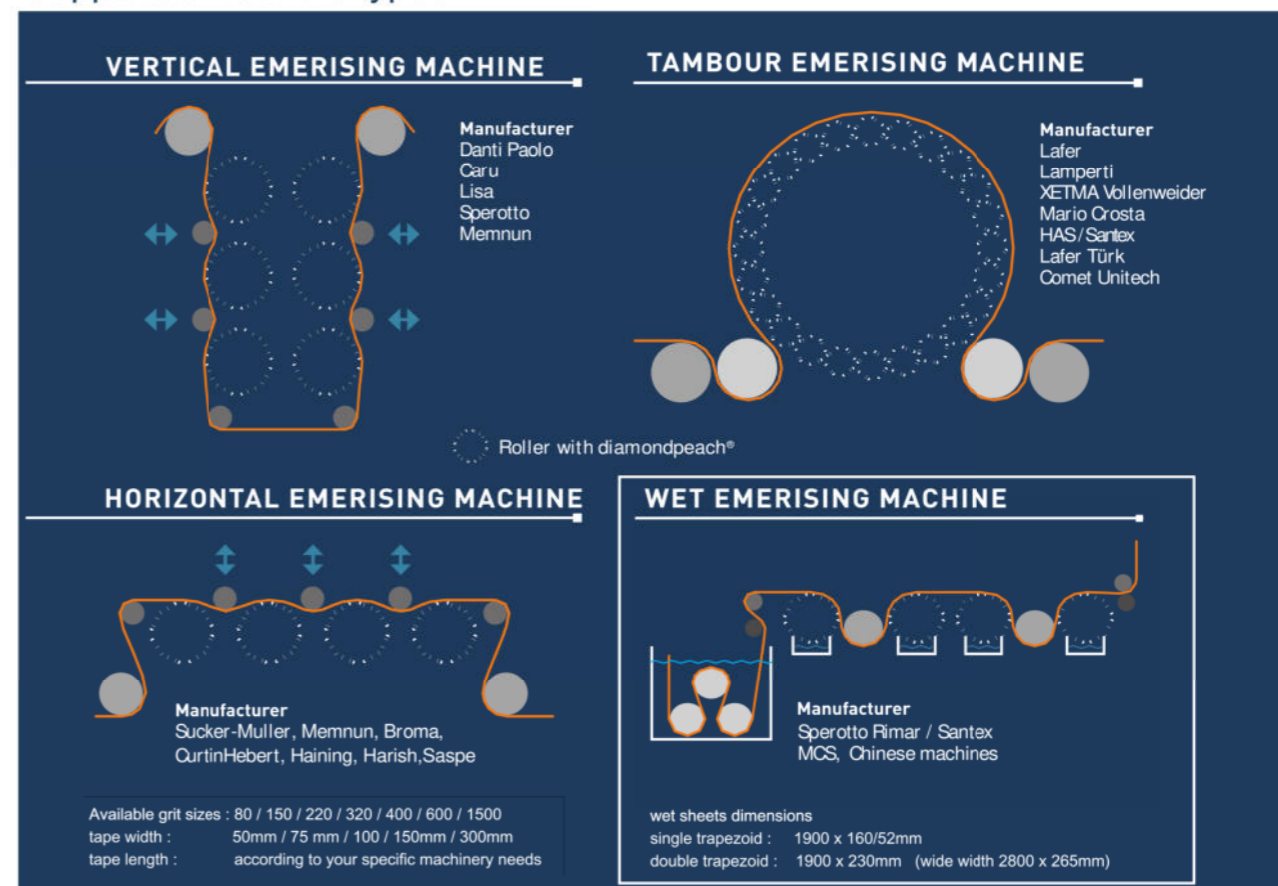 VERTICAL EMERISING MACHINE
Manufacturer
Danti Paolo
Caru
Lisa
Sperotto
Memnun
TAMBOUR EMERISING MACHINE
Manufacturer
Lafer
Lamperti
XETMA Vollenweider
Mario Crosta
HAS/Santex
Lafer Türk
Comet Unitech
Roller with diamondpeach®
HORIZONTAL EMERISING MACHINE
Manufacturer
Sucker-Muller, Memnun, Broma,
CurtinHebert, Haining, Harish,Saspe
Available grit sizes : 80 / 150 / 220 / 320 / 400 / 600 / 1500
tape width : 50mm / 75 mm / 100 / 150mm / 300mm
tape length : according to your specific machinery needs
WET EMERISING MACHINE
Manufacturer
Sperotto Rimar / Santex
MCS, Chinese machines
wet sheets dimensions
single trapezoid : 1900 x 160/52mm
double trapezoid : 1900 x 230mm (wide width 2800 x 265mm)